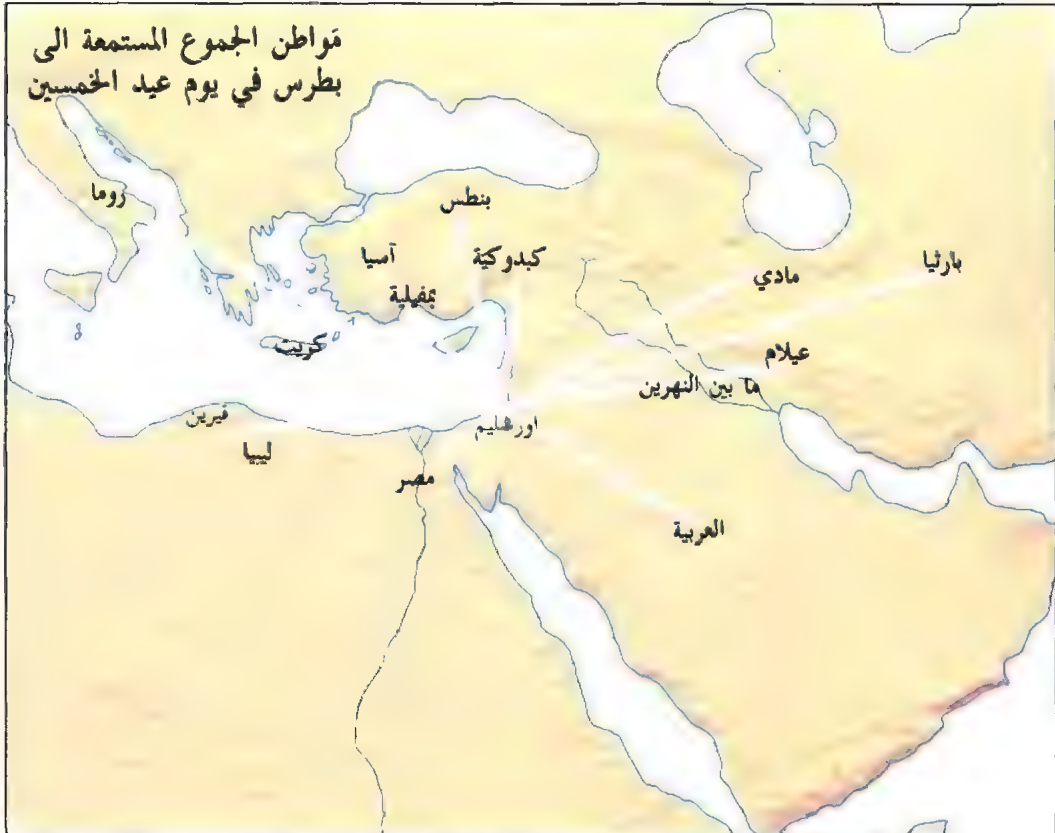 مَواطن الجموع المستمعة الى
بطرس في يوم عيد الخمسين
روما
بنطس
آسيا
كبدوكية
مادي
بارثيا
بمفيلية
كريت
عيلام
ما بين النهرين
قيرين
اورشليم
ليبيا
مصر
العربية